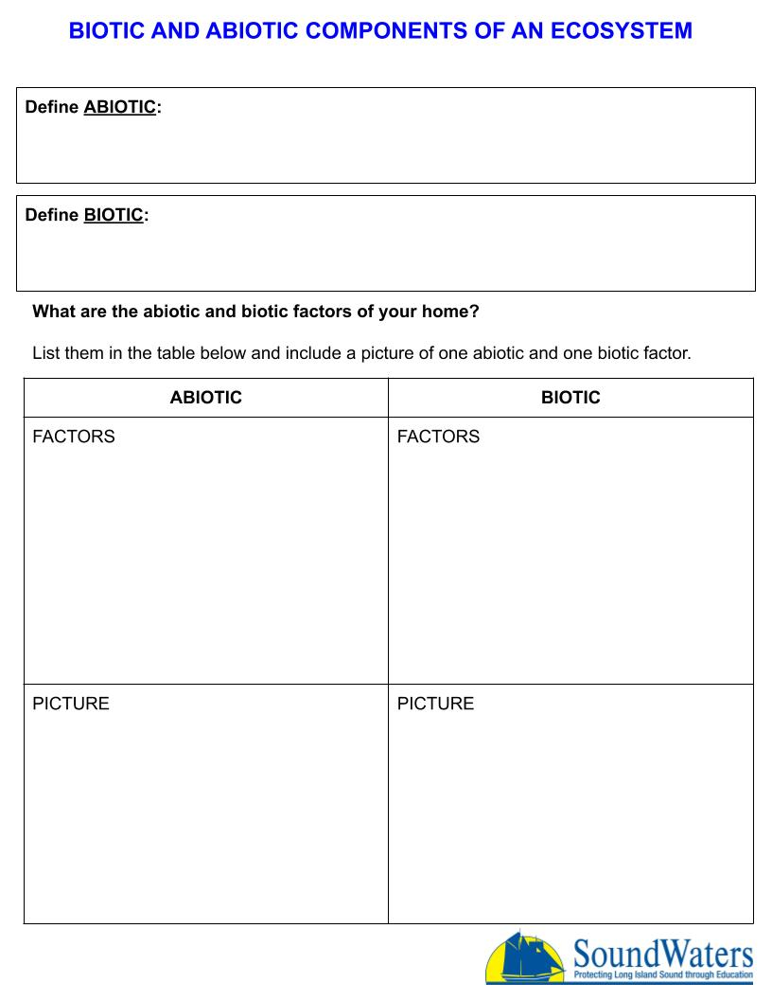 BIOTIC AND ABIOTIC COMPONENTS OF AN ECOSYSTEM
Define ABIOTIC:
Define BIOTIC:
What are the abiotic and biotic factors of your home?
List them in the table below and include a picture of one abiotic and one biotic factor.
ABIOTIC BIOTIC
FACTORS FACTORS
PICTURE PICTURE
SoundWaters
Protecting Long Island Sound through Education